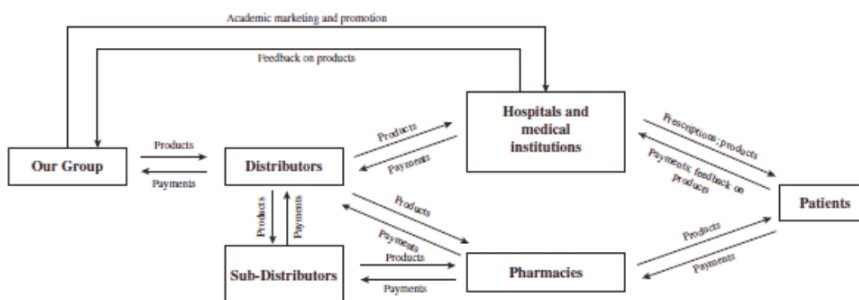 Academic marketing and promotion
Feedback on products
Hospitals and
medical
institutions
Products
Payments
Prescriptions; products
Payments; feedback on
products
Our Group
Products
Payments
Distributors
Patients
Products
Payments
Products
Payments
Sub-Distributors
Products
Payments
Pharmacies
Products
Payments